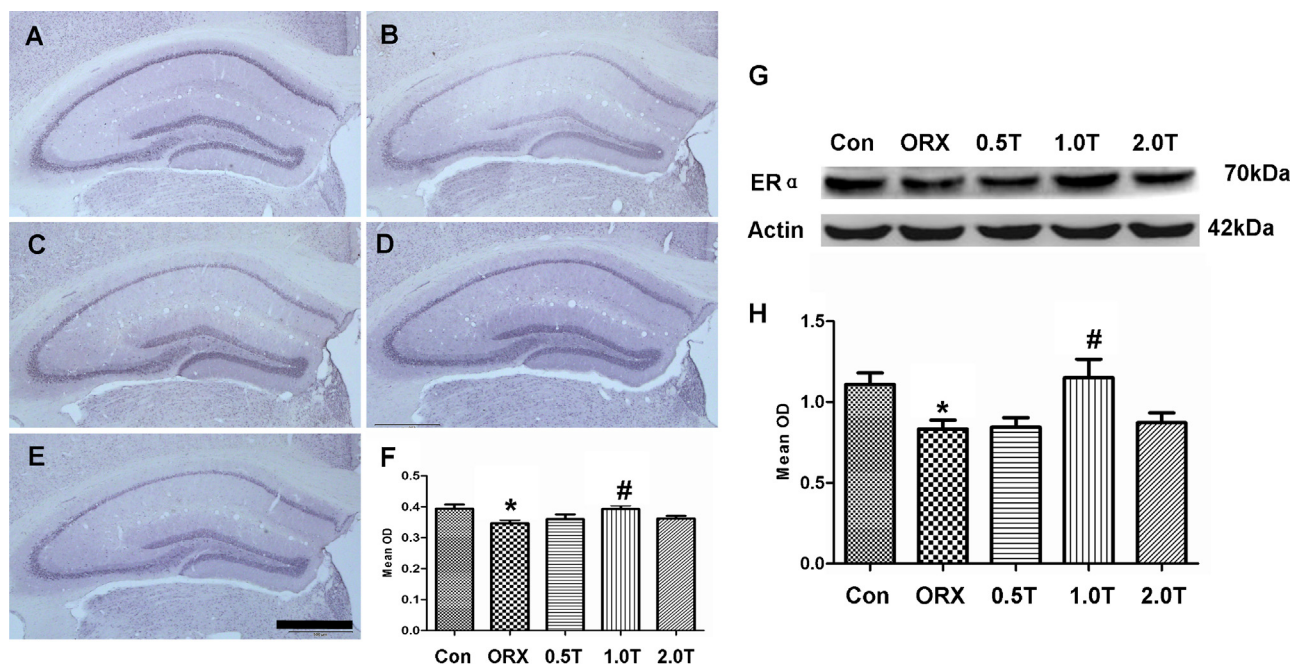 A
B
C
D
E
F
0.5
0.4
0.3
0.2
0.1
0.0
Mean OD
*
#
Con ORX 0.5T 1.0T 2.0T
G
Con ORX 0.5T 1.0T 2.0T
ER α 70kDa
Actin 42kDa
H
1.5
1.0
0.5
0.0
Mean OD
*
#
Con ORX 0.5T 1.0T 2.0T